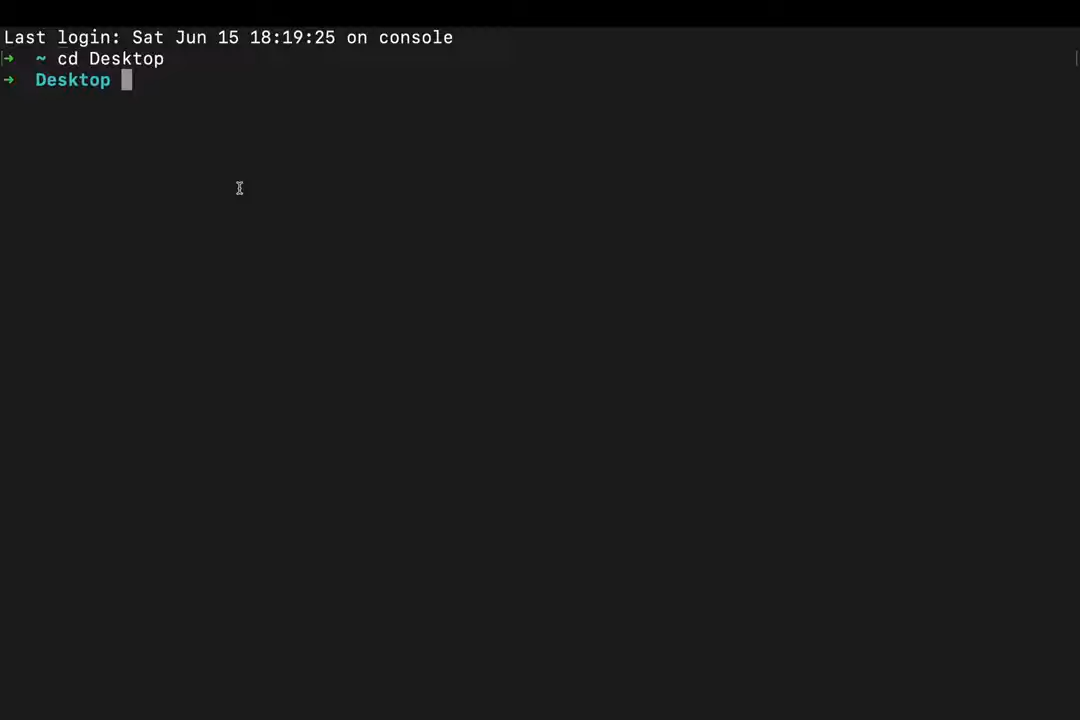 Last login: Sat Jun 15 18:19:25 on console
➜ ~ cd Desktop
➜ Desktop